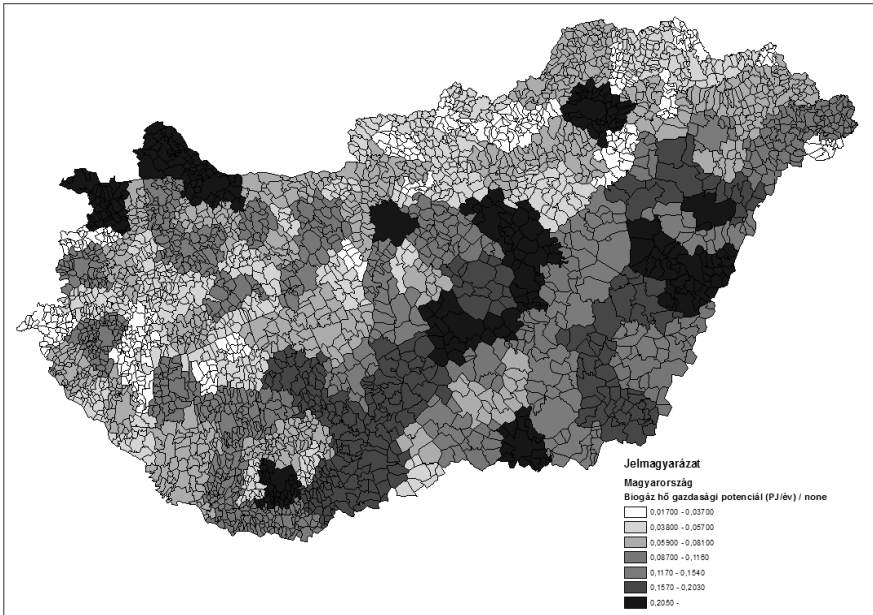 Jelmagyarázat
Magyarország
Biogáz hő gazdasági potenciál (PJ/év) / none
0,01700 - 0,03700
0,03800 - 0,05700
0,05900 - 0,08100
0,08700 - 0,1160
0,1170 - 0,1540
0,1570 - 0,2030
0,2050 -